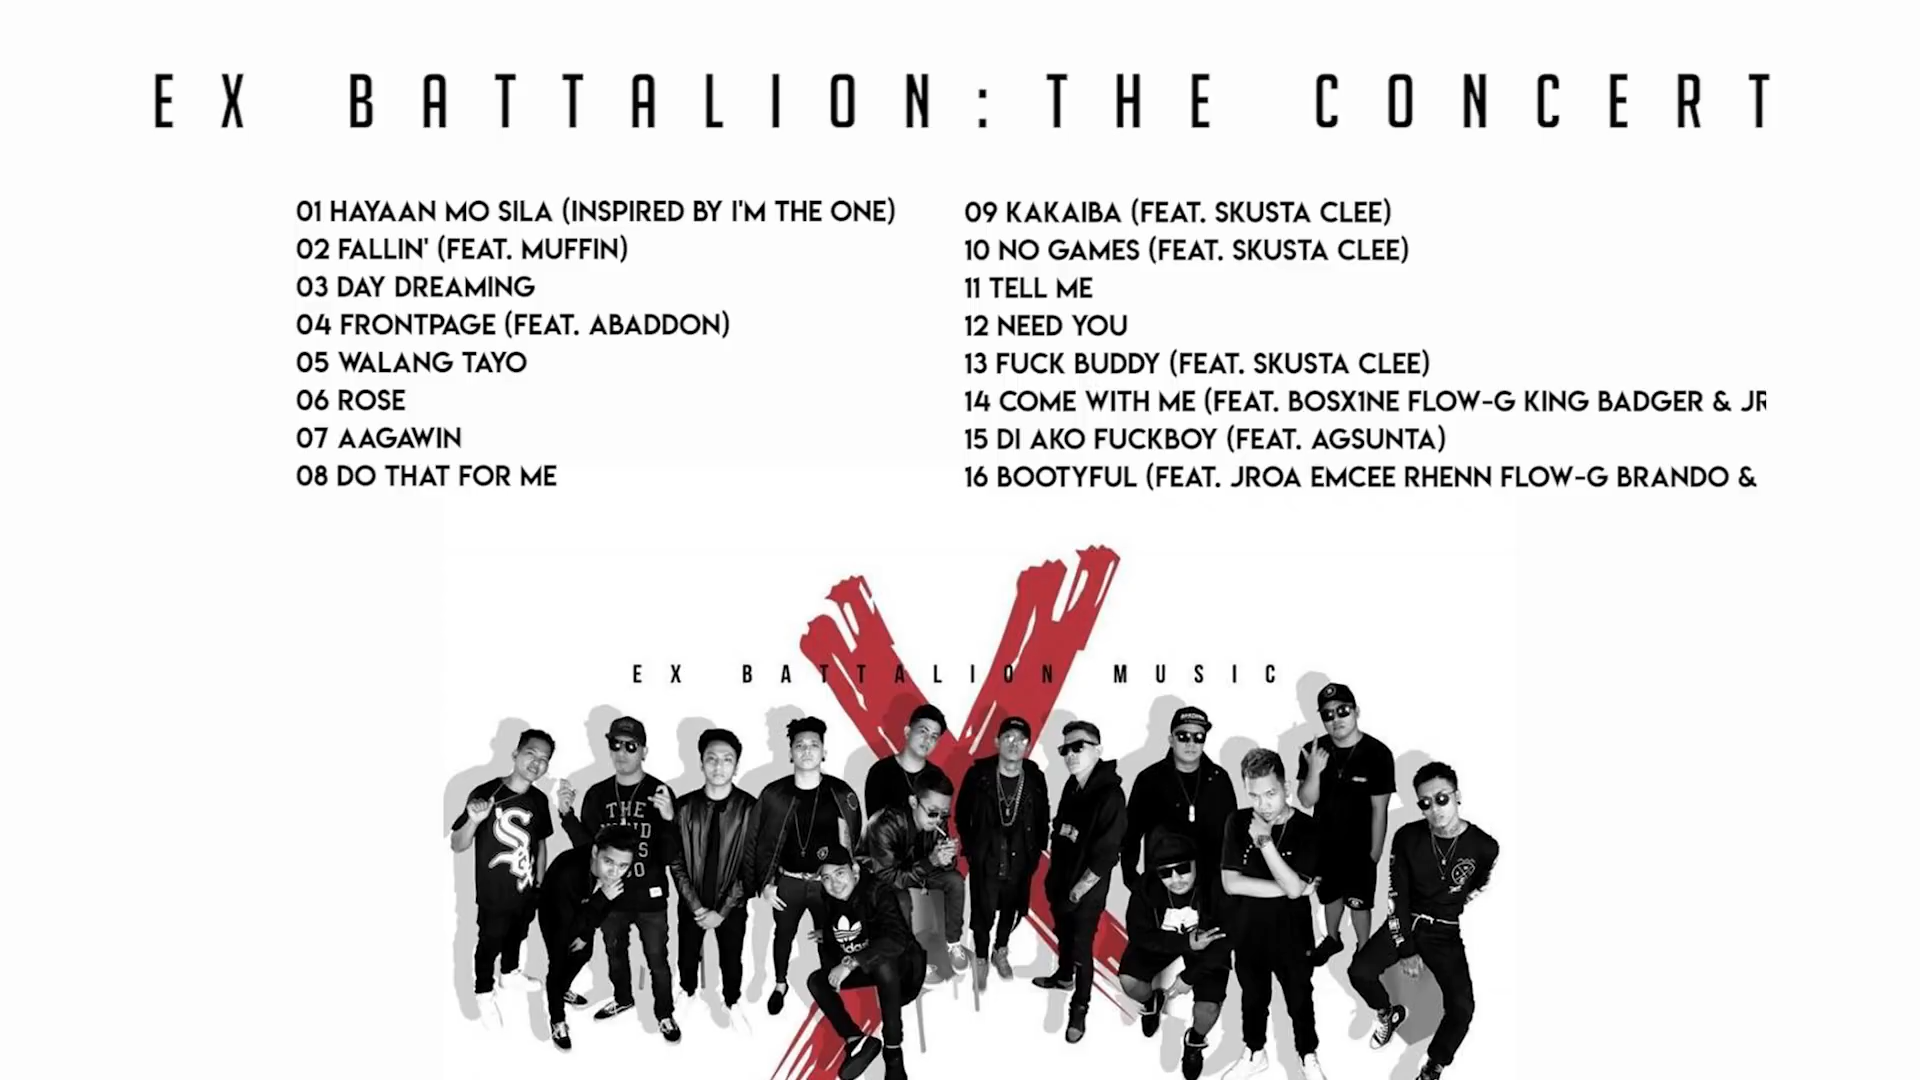 EX BATTALION: THE CONCERT
01 HAYAAN MO SILA (INSPIRED BY I'M THE ONE)
02 FALLIN' (FEAT. MUFFIN)
03 DAY DREAMING
04 FRONTPAGE (FEAT. ABADDON)
05 WALANG TAYO
06 ROSE
07 AAGAWIN
08 DO THAT FOR ME
09 KAKAIBA (FEAT. SKUSTA CLEE)
10 NO GAMES (FEAT. SKUSTA CLEE)
11 TELL ME
12 NEED YOU
13 FUCK BUDDY (FEAT. SKUSTA CLEE)
14 COME WITH ME (FEAT. BOSX1NE FLOW-G KING BADGER & JR
15 DI AKO FUCKBOY (FEAT. AGSUNTA)
16 BOOTYFUL (FEAT. JROA EMCEE RHENN FLOW-G BRANDO &
EX BATTALION MUSIC
THE
Sox
adidas